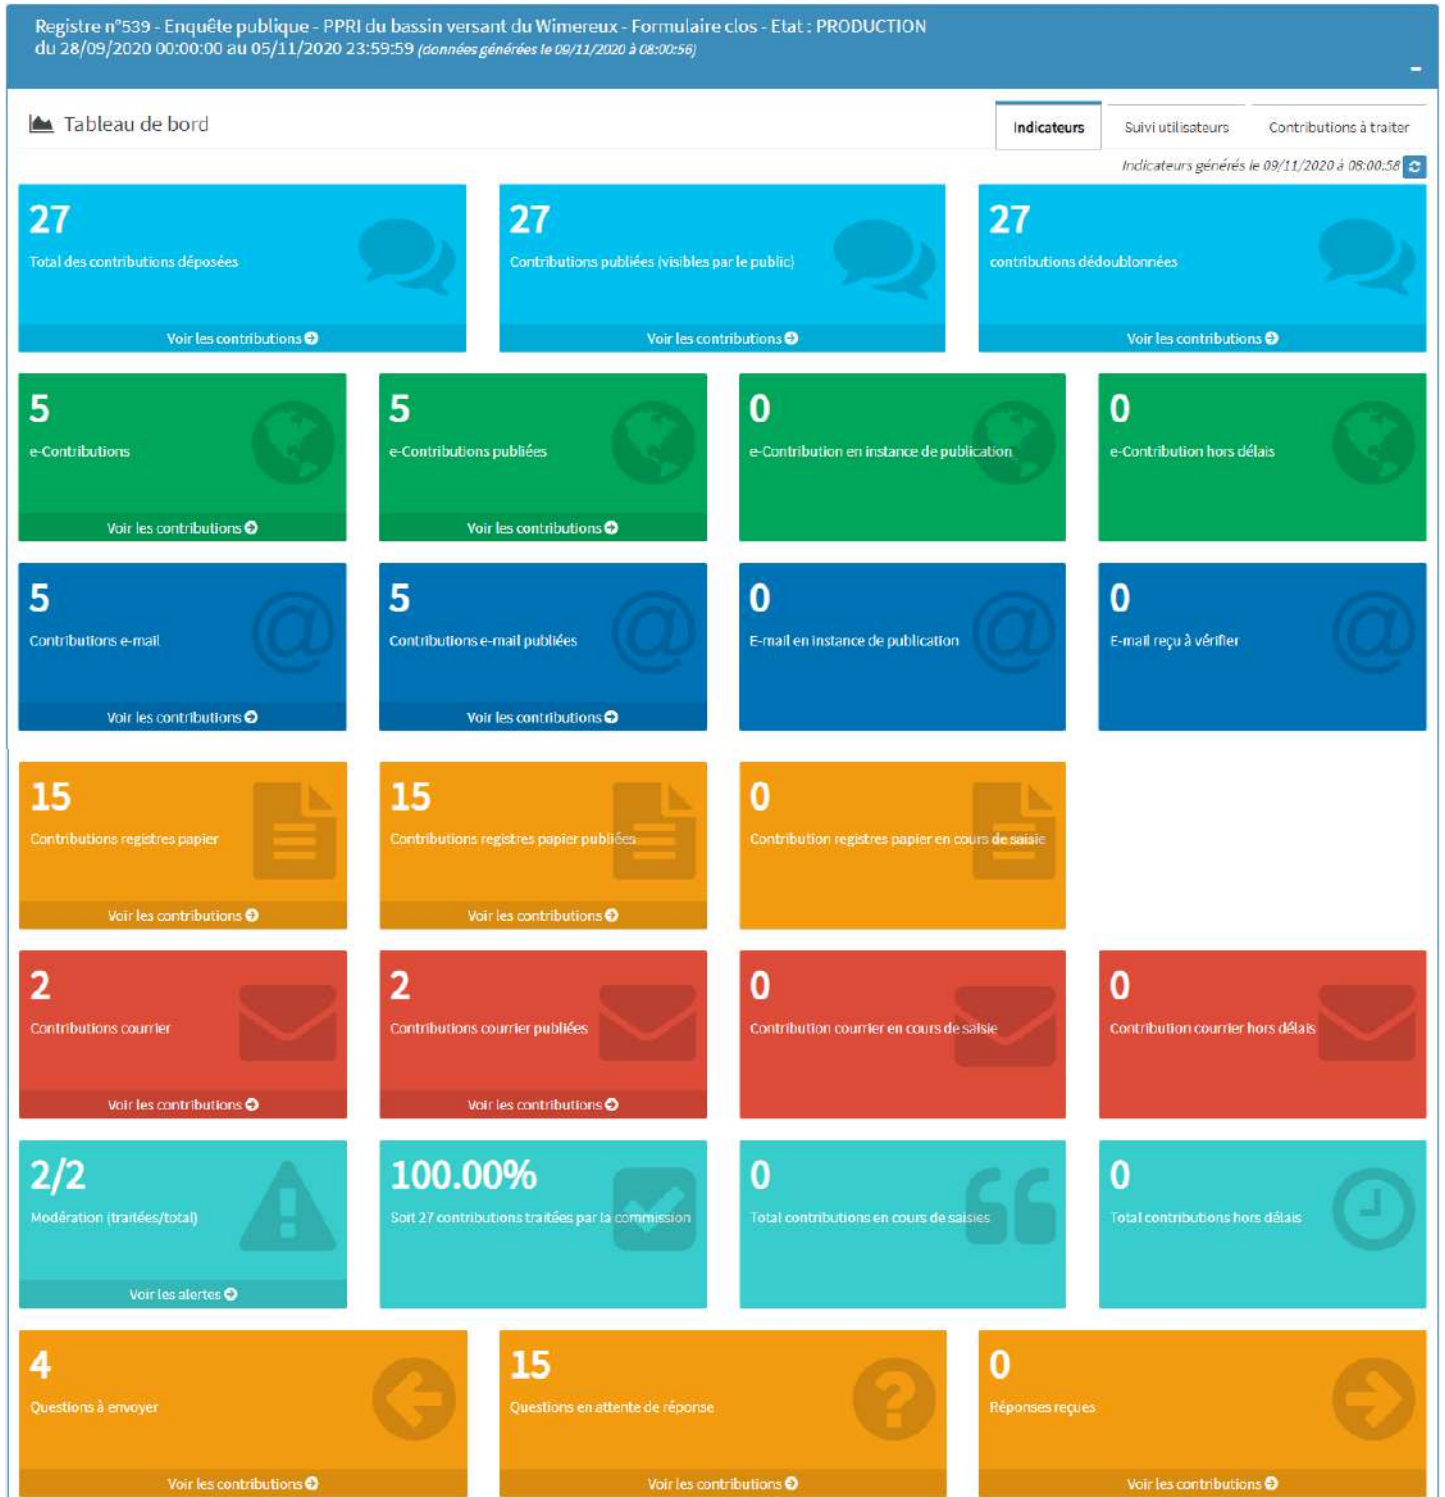 Registre n°539 - Enquête publique - PPRI du bassin versant du Wimereux - Formulaire clos - Etat : PRODUCTION
du 28/09/2020 00:00:00 au 05/11/2020 23:59:59 (données générées le 09/11/2020 à 08:00:56)
Tableau de bord
Indicateurs
Suivi utilisateurs
Contributions à traiter
Indicateurs générés le 09/11/2020 à 08:00:58
27
Total des contributions déposées
Voir les contributions
27
Contributions publiées (visibles par le public)
Voir les contributions
27
contributions dédoublonnées
Voir les contributions
5
e-Contributions
Voir les contributions
5
e-Contributions publiées
Voir les contributions
0
e-Contribution en instance de publication
0
e-Contribution hors délais
5
Contributions e-mail
Voir les contributions
5
Contributions e-mail publiées
Voir les contributions
0
E-mail en instance de publication
0
E-mail reçu à vérifier
15
Contributions registres papier
Voir les contributions
15
Contributions registres papier publiées
Voir les contributions
0
Contribution registres papier en cours de saisie
2
Contributions courrier
Voir les contributions
2
Contributions courrier publiées
Voir les contributions
0
Contribution courrier en cours de saisie
0
Contribution courrier hors délais
2/2
Modération (traitées/total)
Voir les alertes
100.00%
Soit 27 contributions traitées par la commission
0
Total contributions en cours de saisies
0
Total contributions hors délais
4
Questions à envoyer
Voir les contributions
15
Questions en attente de réponse
Voir les contributions
0
Réponses reçues
Voir les contributions